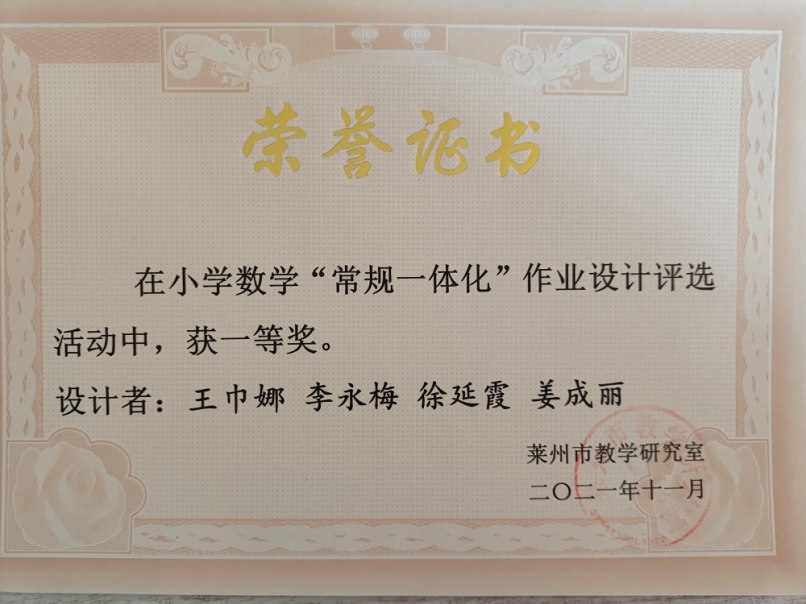 荣誉证书
在小学数学“常规一体化”作业设计评选
活动中，获一等奖。
设计者：王巾娜 李永梅 徐延霞 姜成丽
莱州市教学研究室
二〇二一年十一月